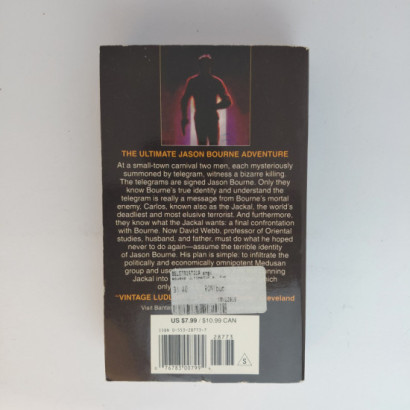 THE ULTIMATE JASON BOURNE ADVENTURE
At a small-town carnival two men, each mysteriously
summoned by telegram, witness a bizarre killing.
The telegrams are signed Jason Bourne. Only they
know Bourne's true identity and understand the
telegram is really a message from Bourne's mortal
enemy, Carlos, known also as the Jackal, the world's
deadliest and most elusive terrorist. And furthermore,
they know what the Jackal wants: a final confrontation
with Bourne. Now David Webb, professor of Oriental
studies, husband, and father, must do what he hoped
never to do again—assume the terrible identity
of Jason Bourne. His plan is simple: to infiltrate
the politically and economically omnipotent Medusan
group and use
Jackal into
only
"VINTAGE LUDL
eveland
Visit Banta
US $7.99 / $10.99 CAN
28773
S